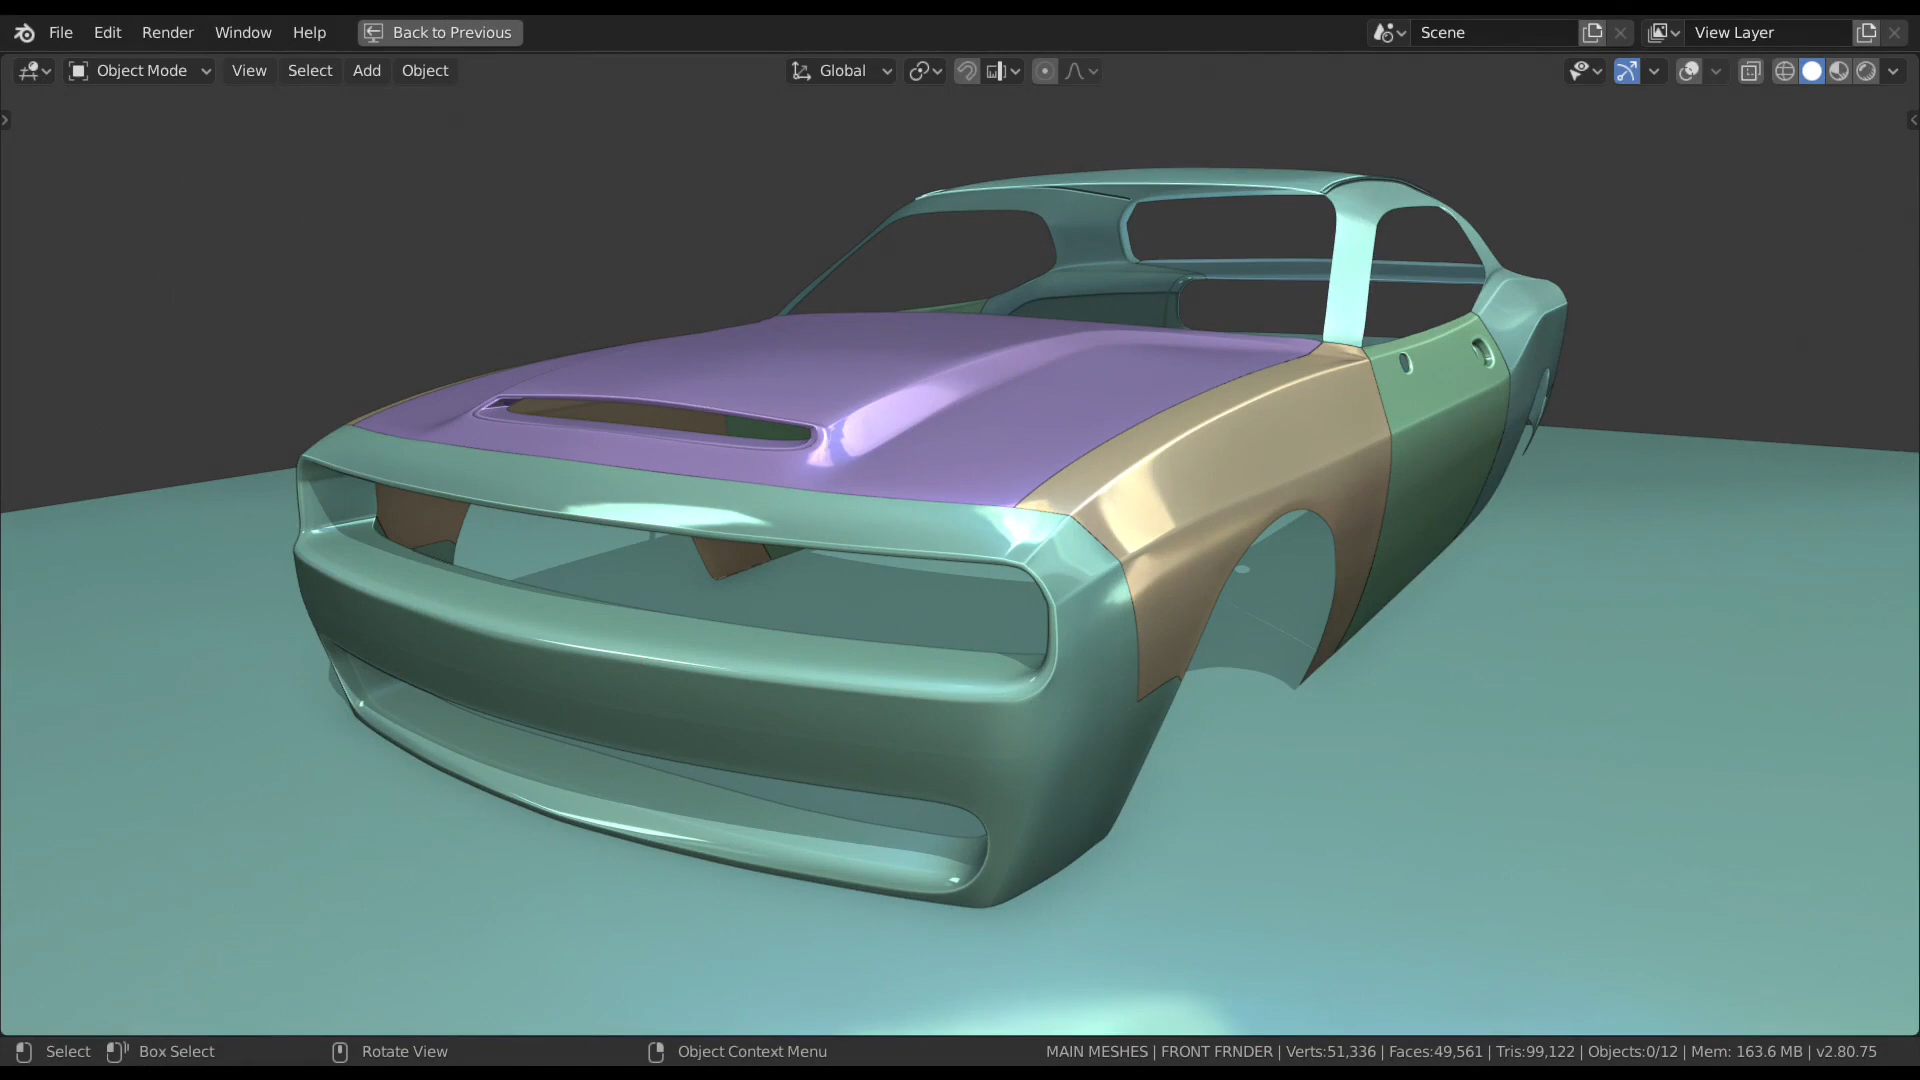 File Edit Render Window Help Back to Previous Scene View Layer
Object Mode View Select Add Object Global
Select Box Select Rotate View Object Context Menu MAIN MESHES | FRONT FRNDER | Verts:51,336 | Faces:49,561 | Tris:99,122 | Objects:0/12 | Mem: 163.6 MB | v2.80.75